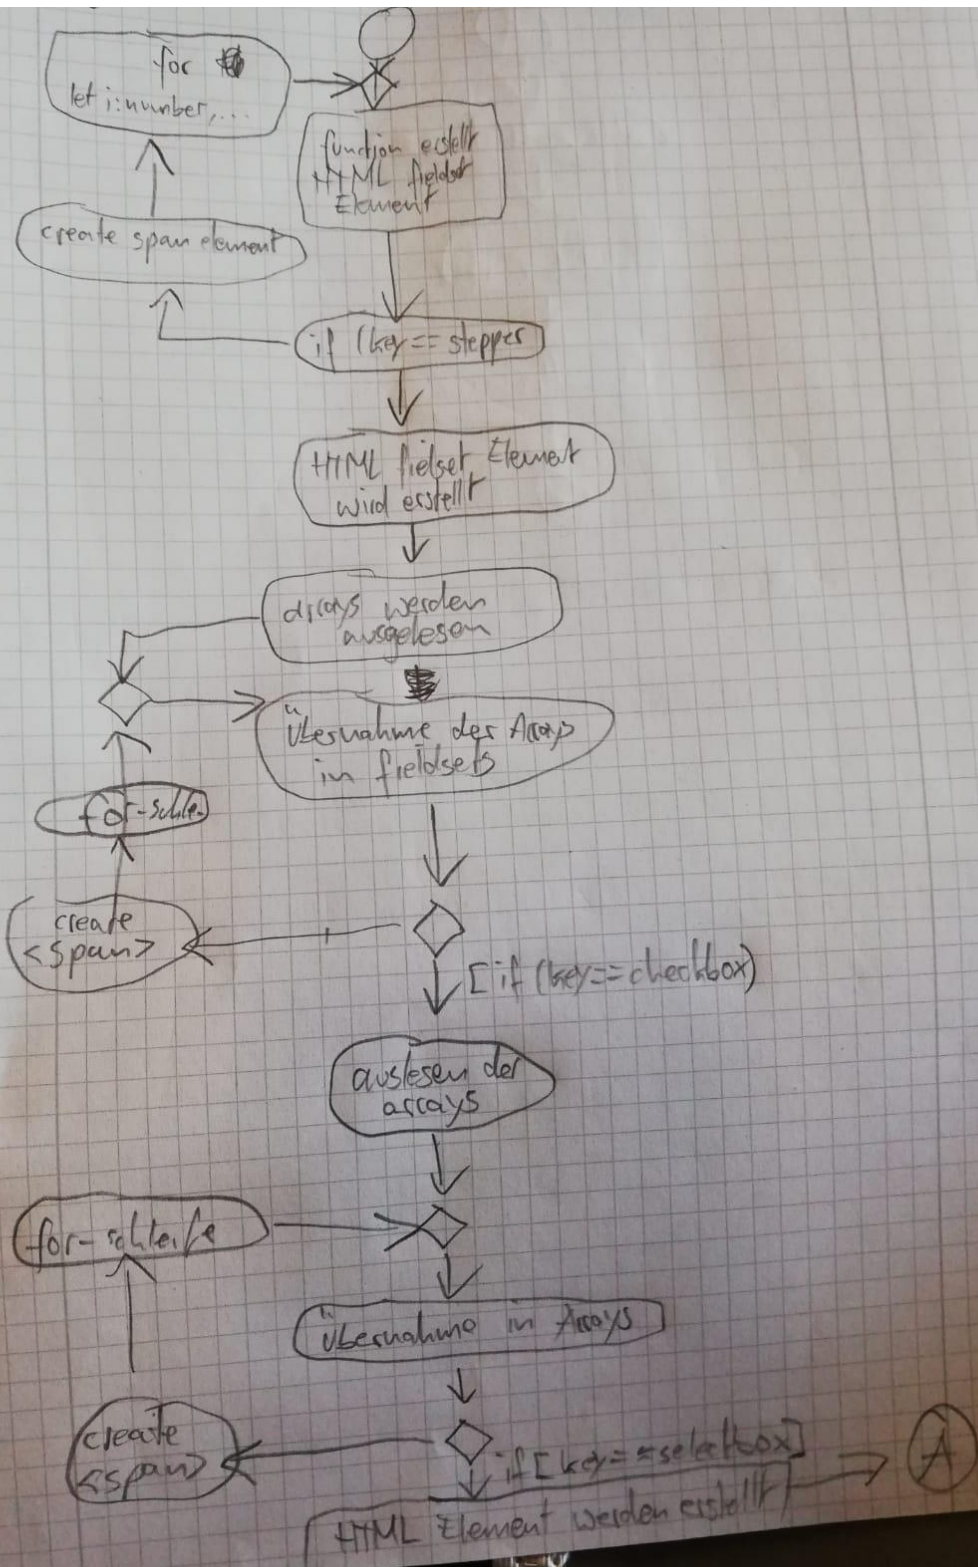 for
let i:number,...
function erstellt
HTML fieldset
Element
create span element
if (key == stepper
HTML fielset Element
wird erstellt
arrays werden
ausgelesen
Übernahme der Arrays
in fieldsets
for-schle.
create
<span>
[if (key==checkbox)
auslesen der
arrays
for-schleife
Übernahme in Arrays
create
<span>
if [key==selectbox]
A
HTML Element werden erstellt